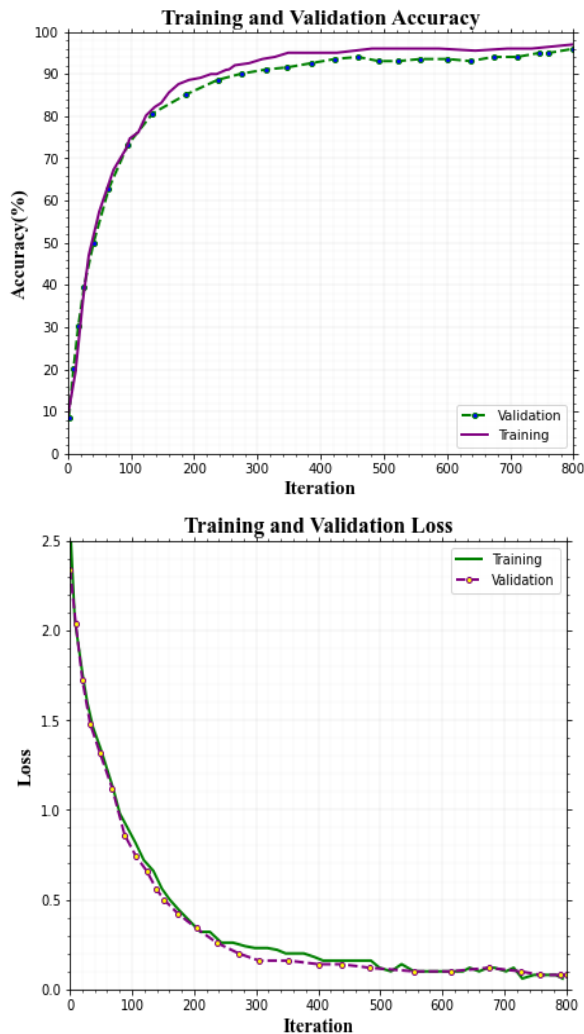 Training and Validation Accuracy
100
90
80
70
60
50
40
30
20
10
0
Accuracy(%)
Validation
Training
0 100 200 300 400 500 600 700 800
Iteration
Training and Validation Loss
2.5
2.0
1.5
1.0
0.5
0.0
Loss
Training
Validation
0 100 200 300 400 500 600 700 800
Iteration